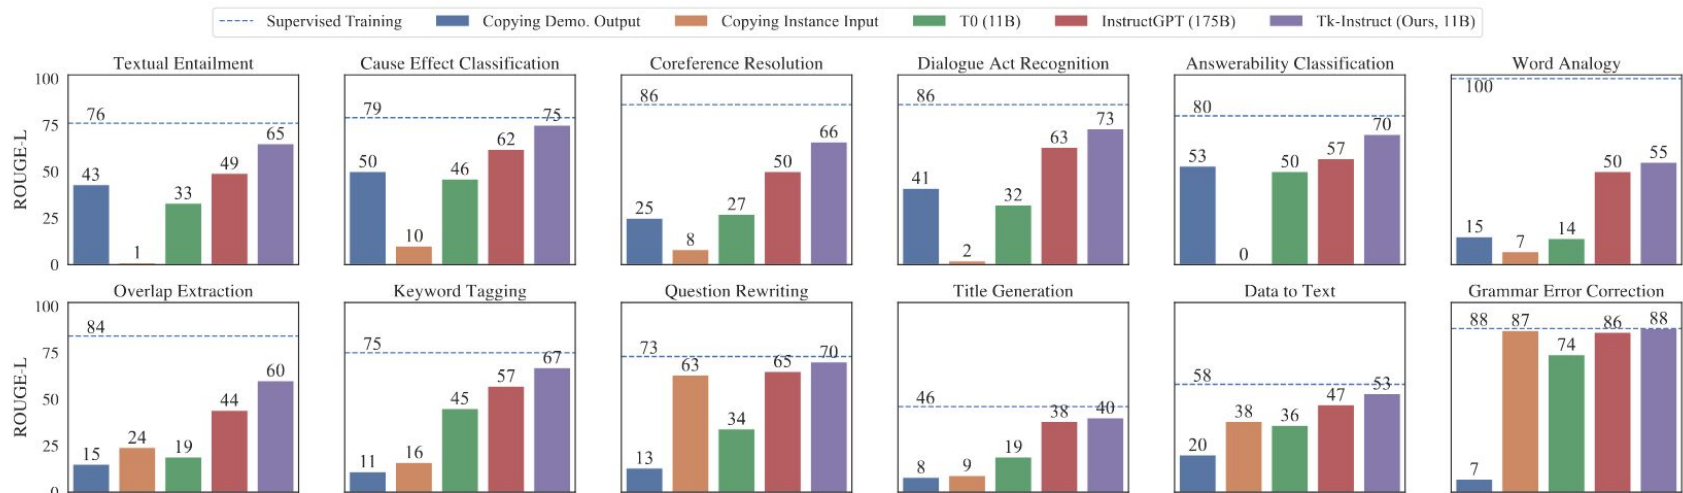 Supervised Training Copying Demo. Output Copying Instance Input T0 (11B) InstructGPT (175B) Tk-Instruct (Ours, 11B)
Textual Entailment Cause Effect Classification Coreference Resolution Dialogue Act Recognition Answerability Classification Word Analogy
ROUGE-L
100
75
50
25
0
76
43 1 33 49 65
79
50 10 46 62 75
86
25 8 27 50 66
86
41 2 32 63 73
80
53 0 50 57 70
100
15 7 14 50 55
Overlap Extraction Keyword Tagging Question Rewriting Title Generation Data to Text Grammar Error Correction
ROUGE-L
100
75
50
25
0
84
15 24 19 44 60
75
11 16 45 57 67
73
13 63 34 65 70
46
8 9 19 38 40
58
20 38 36 47 53
88
7 87 74 86 88